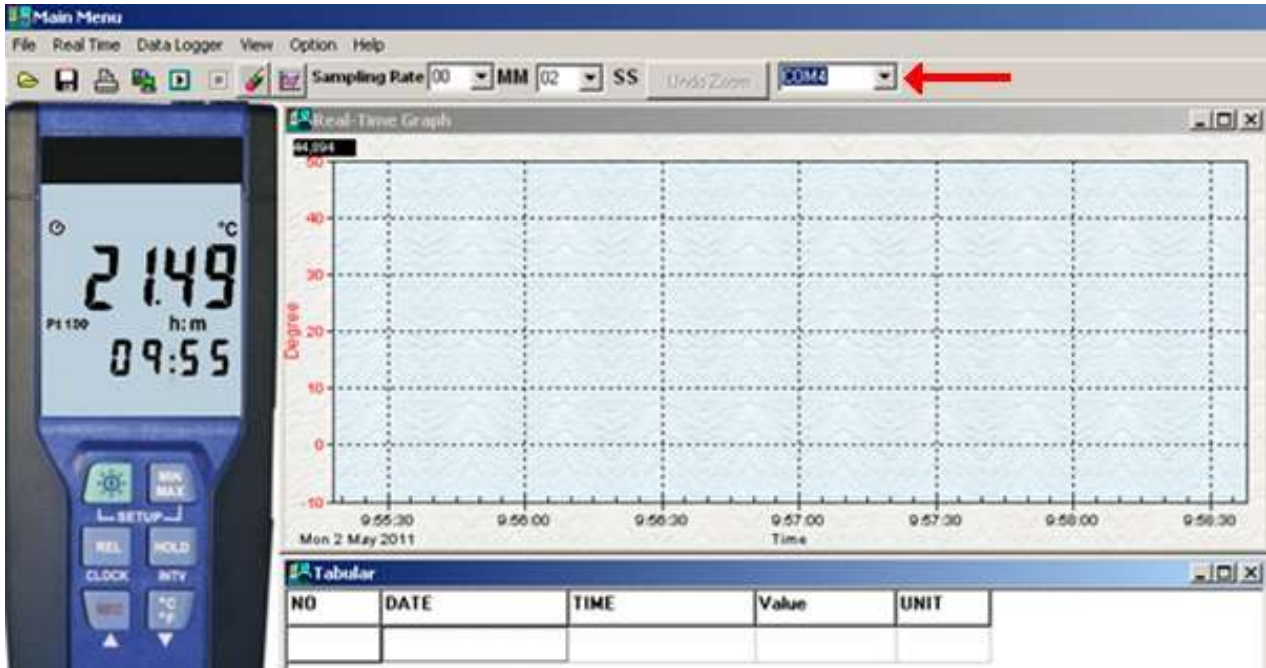 Main Menu
File Real Time Data Logger View Option Help
Sampling Rate 00 MM 02 SS Undo Zoom COM4
Real-Time Graph
44,894
50
40
30
20
10
0
-10
Degree
9:55:30 9:56:00 9:56:30 9:57:00 9:57:30 9:58:00 9:58:30
Mon 2 May 2011 Time
°C
21.49
Pt 100 h:m
09:55
MIN
MAX
SETUP
REL HOLD
CLOCK INTV
REC °C
°F
Tabular
NO DATE TIME Value UNIT